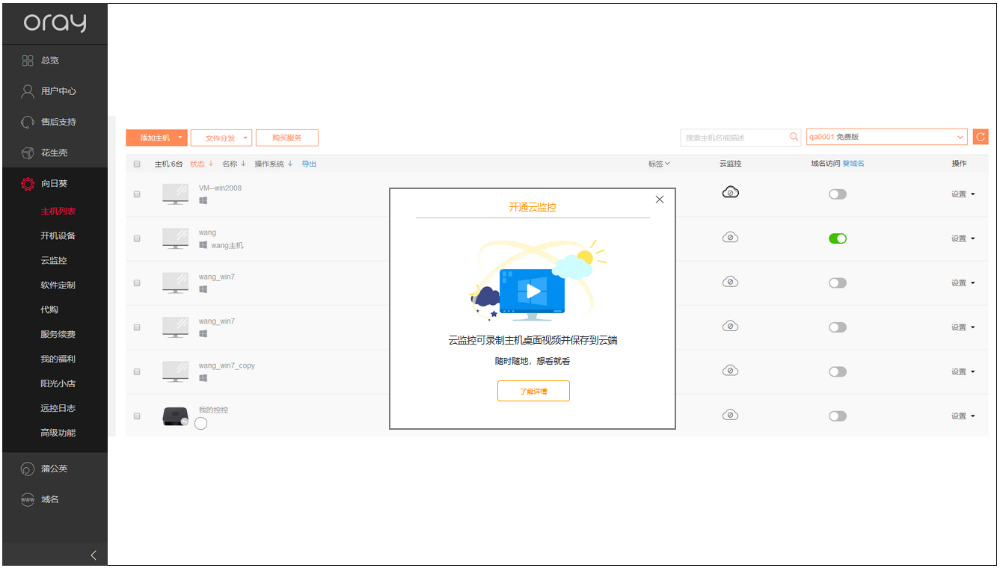 oray
总览
用户中心
售后支持
花生壳
向日葵
主机列表
开机设备
云监控
软件定制
代购
服务续费
我的福利
阳光小店
远控日志
高级功能
蒲公英
www 域名
添加主机 文件分发 购买服务 搜索主机名或描述 qa0001 免费版
主机:6台 状态↓ 名称↓ 操作系统↓ 导出 标签 云监控 域名访问 葵域名 操作
VM--win2008
设置
wang
wang主机
设置
wang_win7
设置
wang_win7
设置
wang_win7_copy
设置
我的控控
设置
开通云监控
云监控可录制主机桌面视频并保存到云端
随时随地，想看就看
了解详情